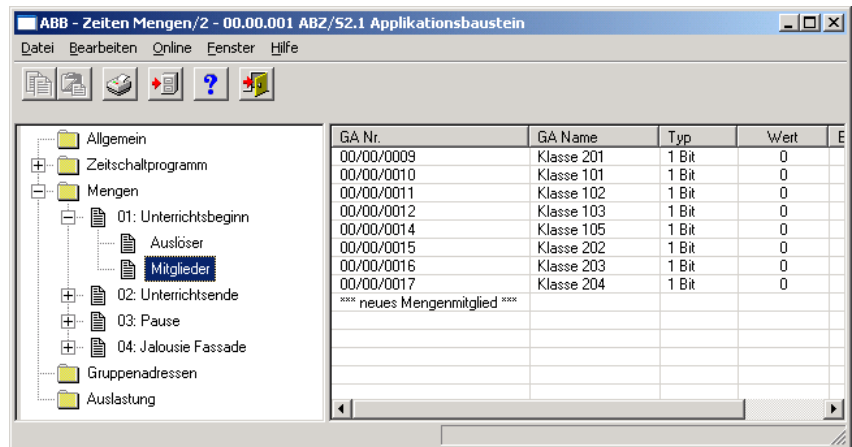 ABB - Zeiten Mengen/2 - 00.00.001 ABZ/S2.1 Applikationsbaustein
Datei Bearbeiten Online Fenster Hilfe
Allgemein
Zeitschaltprogramm
Mengen
01: Unterrichtsbeginn
Auslöser
Mitglieder
02: Unterrichtsende
03: Pause
04: Jalousie Fassade
Gruppenadressen
Auslastung
GA Nr. GA Name Typ Wert E
00/00/0009 Klasse 201 1 Bit 0
00/00/0010 Klasse 101 1 Bit 0
00/00/0011 Klasse 102 1 Bit 0
00/00/0012 Klasse 103 1 Bit 0
00/00/0014 Klasse 105 1 Bit 0
00/00/0015 Klasse 202 1 Bit 0
00/00/0016 Klasse 203 1 Bit 0
00/00/0017 Klasse 204 1 Bit 0
*** neues Mengenmitglied ***